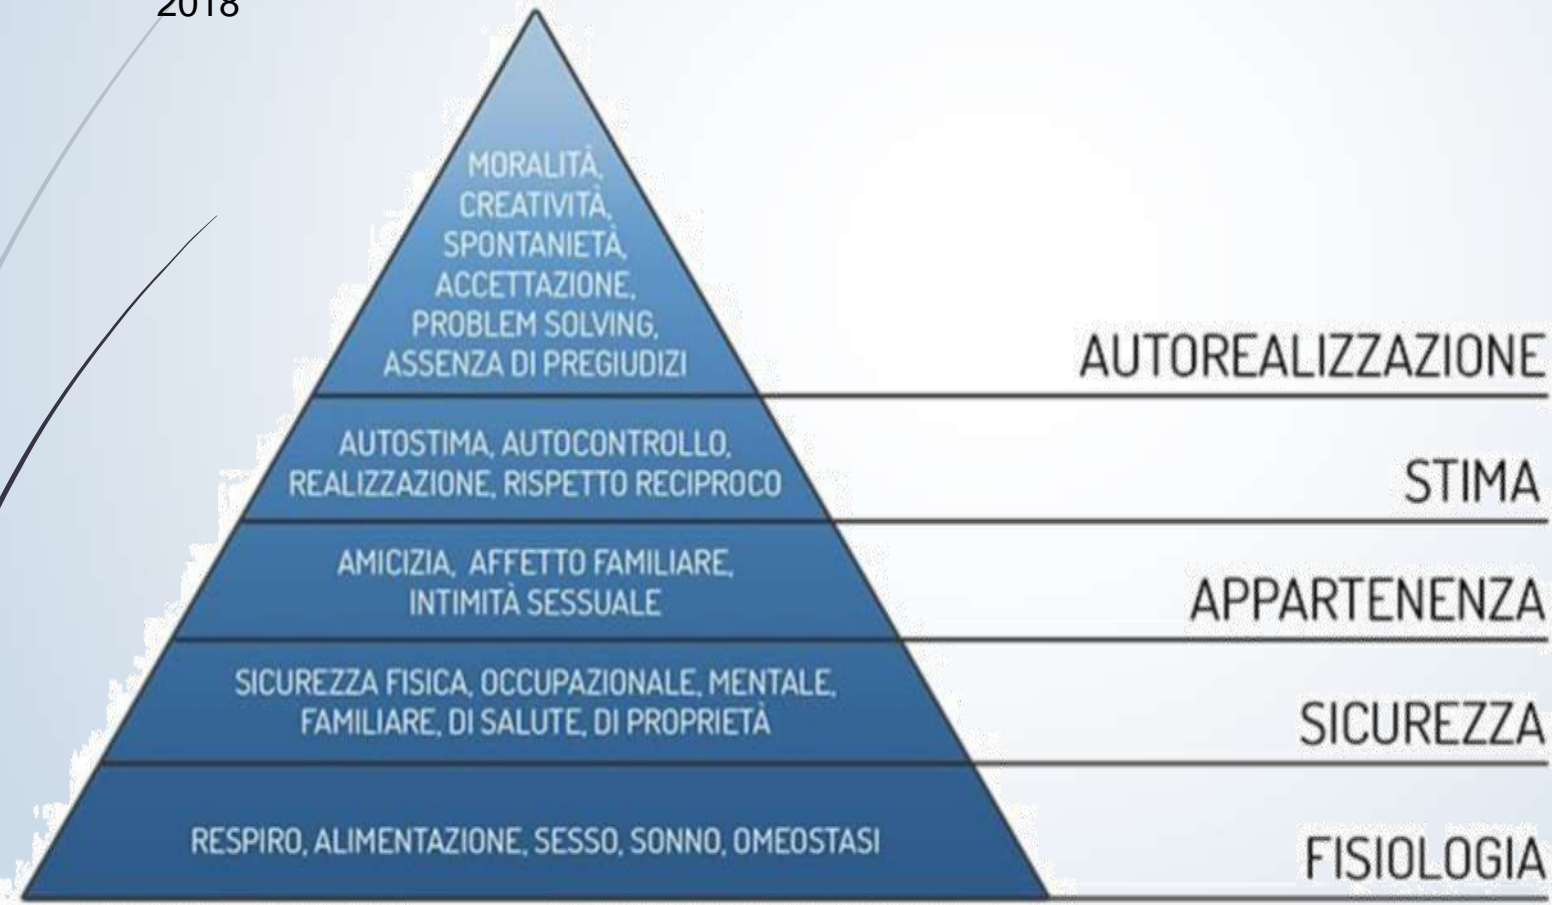 2018
MORALITÀ,
CREATIVITÀ,
SPONTANIETÀ,
ACCETTAZIONE,
PROBLEM SOLVING,
ASSENZA DI PREGIUDIZI
AUTOREALIZZAZIONE
AUTOSTIMA, AUTOCONTROLLO,
REALIZZAZIONE, RISPETTO RECIPROCO
STIMA
AMICIZIA, AFFETTO FAMILIARE,
INTIMITÀ SESSUALE
APPARTENENZA
SICUREZZA FISICA, OCCUPAZIONALE, MENTALE,
FAMILIARE, DI SALUTE, DI PROPRIETÀ
SICUREZZA
RESPIRO, ALIMENTAZIONE, SESSO, SONNO, OMEOSTASI
FISIOLOGIA